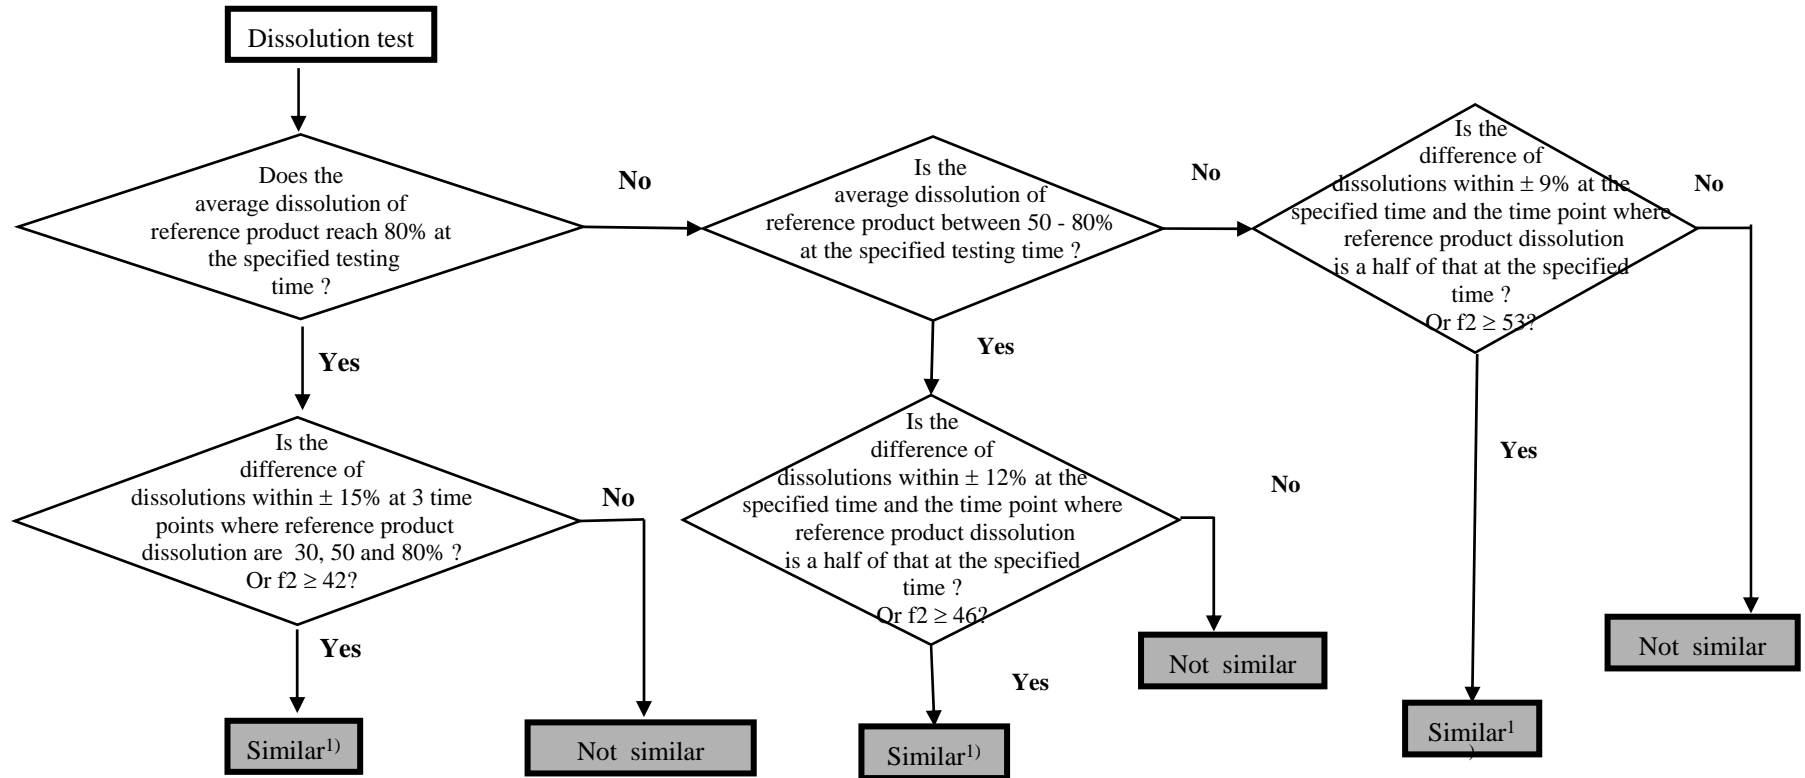 Dissolution test
Does the
average dissolution of
reference product reach 80% at
the specified testing
time ?
No
Is the
average dissolution of
reference product between 50 - 80%
at the specified testing time ?
No
Is the
difference of
dissolutions within ± 9% at the
specified time and the time point where
reference product dissolution
is a half of that at the specified
time ?
Or f2 ≥ 53?
No
Yes
Yes
Yes
Is the
difference of
dissolutions within ± 15% at 3 time
points where reference product
dissolution are  30, 50 and 80% ?
Or f2 ≥ 42?
No
Is the
difference of
dissolutions within ± 12% at the
specified time and the time point where
reference product dissolution
is a half of that at the specified
time ?
Or f2 ≥ 46?
No
Yes
Yes
Similar1)
Not  similar
Similar1)
Not  similar
Similar1
)
Not  similar